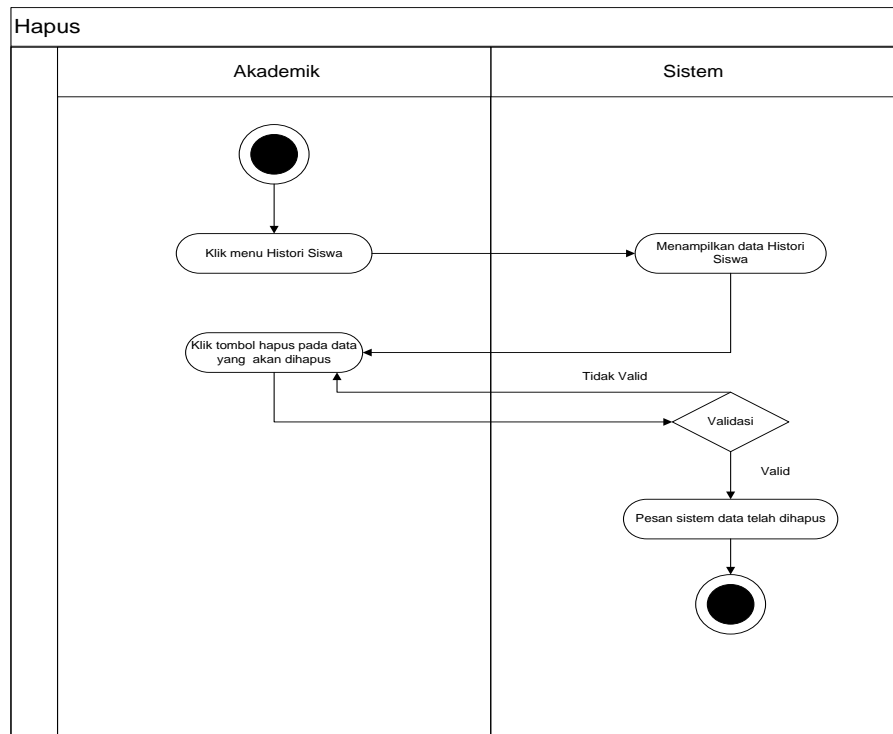 Hapus
Akademik
Sistem
Klik menu Histori Siswa
Menampilkan data Histori
Siswa
Klik tombol hapus pada data
yang akan dihapus
Tidak Valid
Validasi
Valid
Pesan sistem data telah dihapus